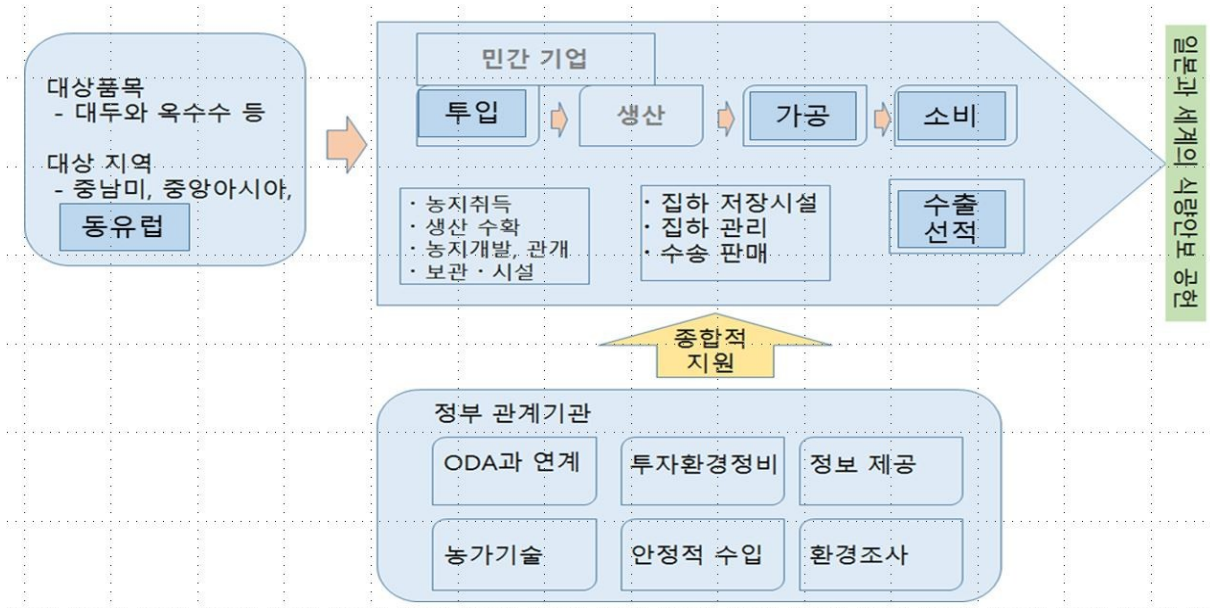 대상품목
- 대두와 옥수수 등
대상 지역
- 중남미, 중앙아시아,
동유럽
민간 기업
투입
생산
가공
소비
· 농지취득
· 생산 수확
· 농지개발, 관개
· 보관 · 시설
· 집하 저장시설
· 집하 관리
· 수송 판매
수출
선적
일본과 세계의 식량안보 공헌
종합적
지원
정부 관계기관
ODA과 연계
투자환경정비
정보 제공
농가기술
안정적 수입
환경조사